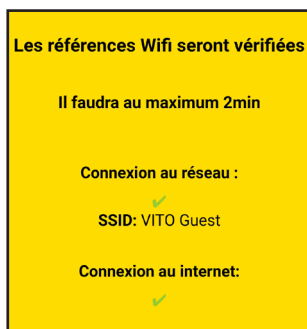 Les références Wifi seront vérifiées
Il faudra au maximum 2min
Connexion au réseau :
✔
SSID: VITO Guest
Connexion au internet:
✔